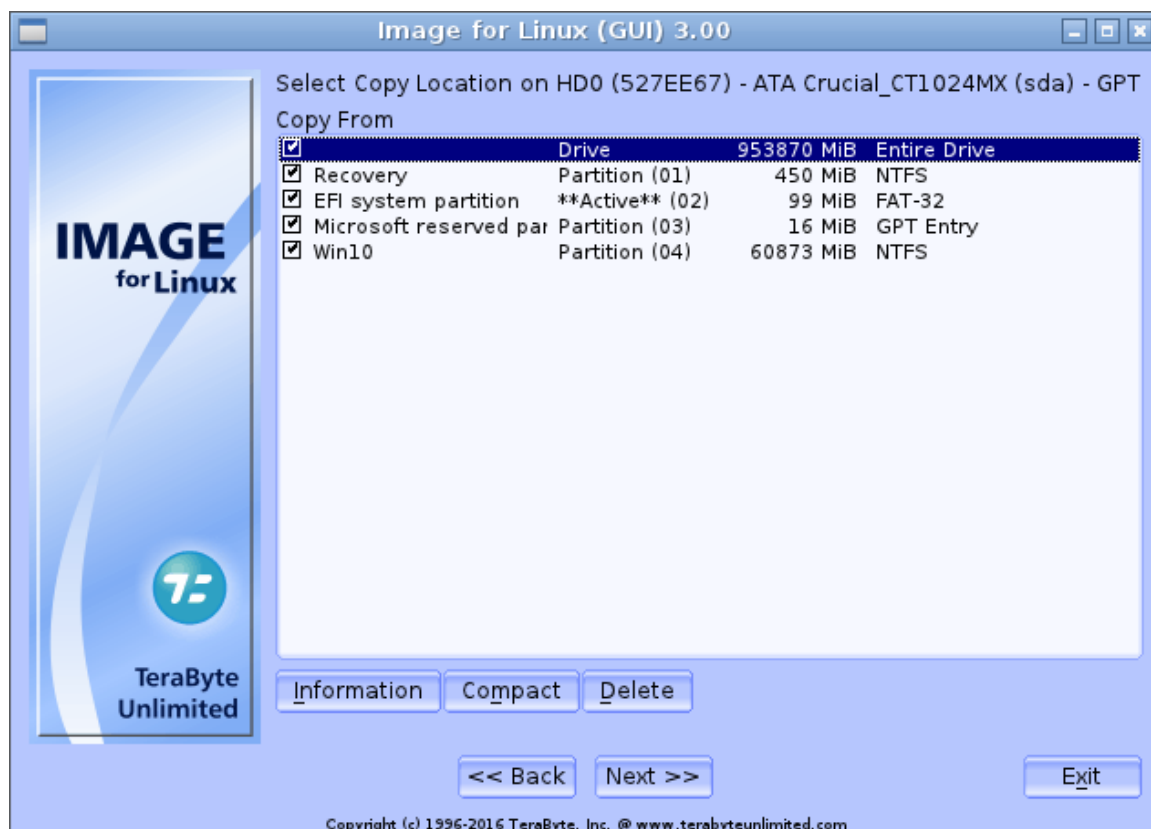 Image for Linux (GUI) 3.00
Select Copy Location on HD0 (527EE67) - ATA Crucial_CT1024MX (sda) - GPT
Copy From
Drive 953870 MiB Entire Drive
Recovery Partition (01) 450 MiB NTFS
EFI system partition **Active** (02) 99 MiB FAT-32
Microsoft reserved par Partition (03) 16 MiB GPT Entry
Win10 Partition (04) 60873 MiB NTFS
IMAGE
for Linux
TeraByte
Unlimited
Information Compact Delete
<< Back Next >> Exit
Copyright (c) 1996-2016 TeraByte, Inc. @ www.terabyteunlimited.com